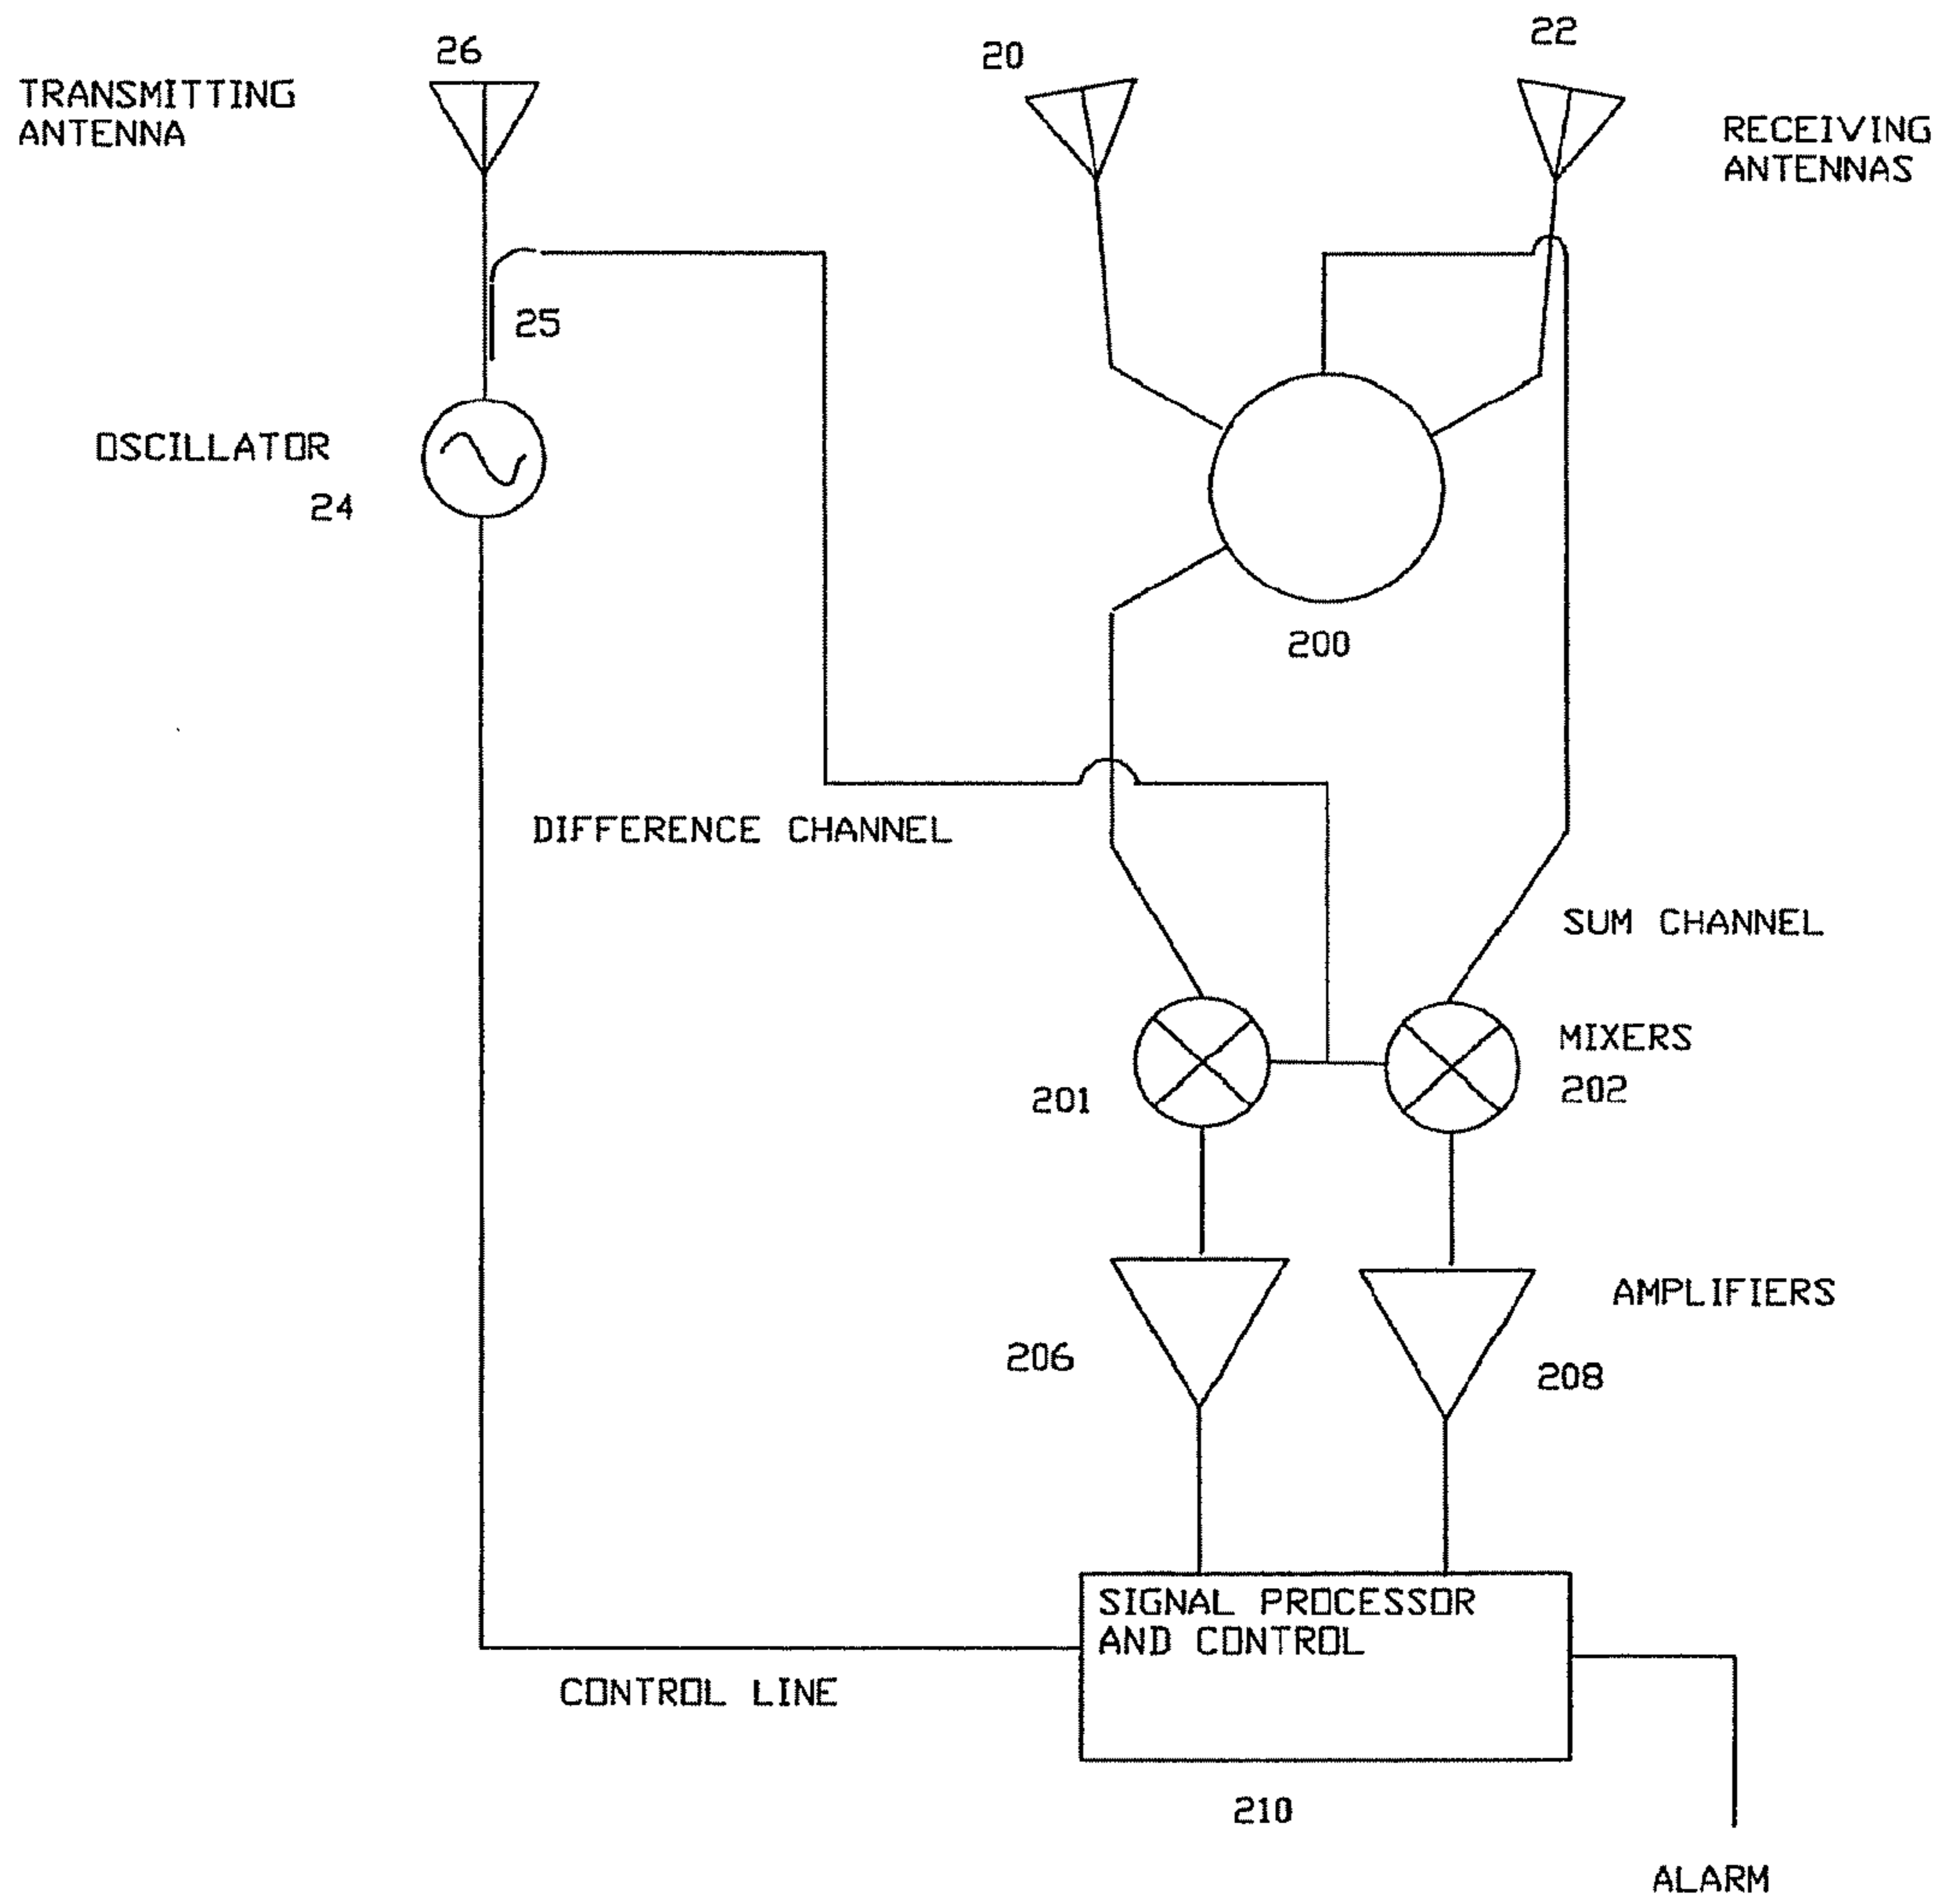 26
20
22
TRANSMITTING
ANTENNA
RECEIVING
ANTENNAS
25
OSCILLATOR
24
200
DIFFERENCE CHANNEL
SUM CHANNEL
MIXERS
202
201
AMPLIFIERS
206
208
SIGNAL PROCESSOR
AND CONTROL
CONTROL LINE
210
ALARM